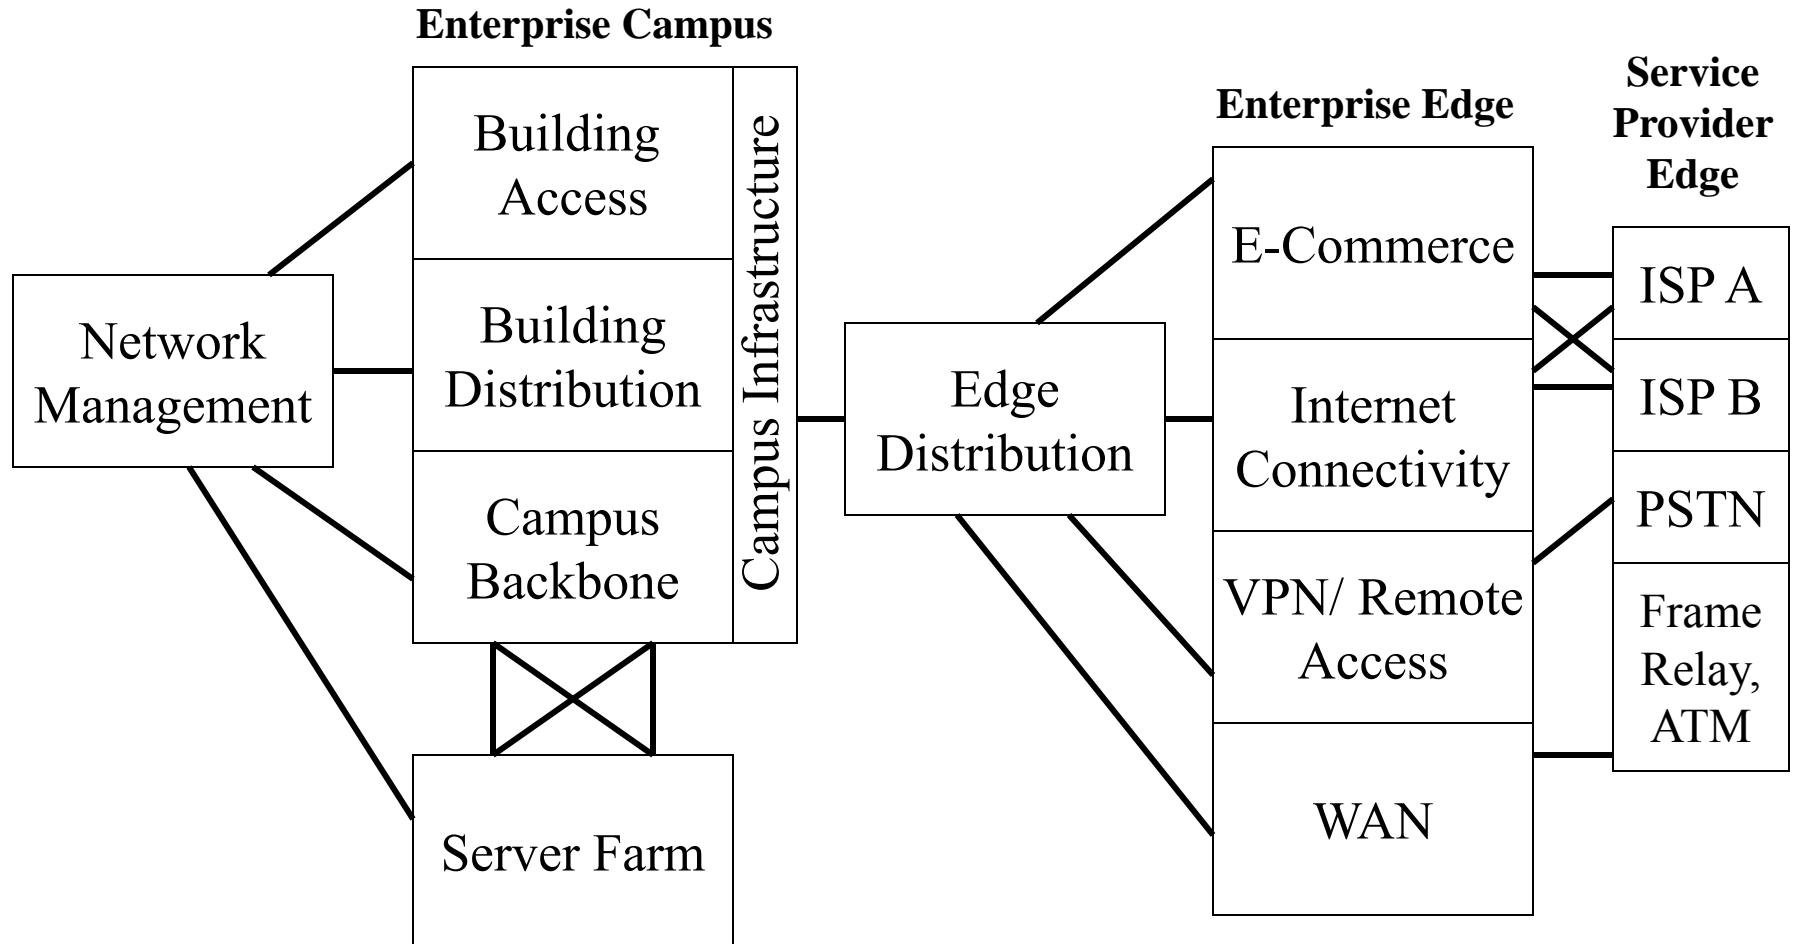 Enterprise Campus
Building
Access
Building
Distribution
Campus
Backbone
Campus Infrastructure
Network
Management
Server Farm
Edge
Distribution
Enterprise Edge
E-Commerce
Internet
Connectivity
VPN/ Remote
Access
WAN
Service
Provider
Edge
ISP A
ISP B
PSTN
Frame
Relay,
ATM